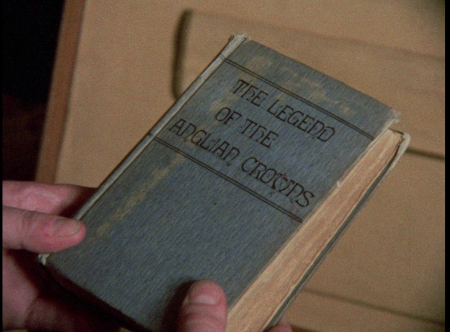 THE LEGEND
OF THE
ANGLIAN CROWNS